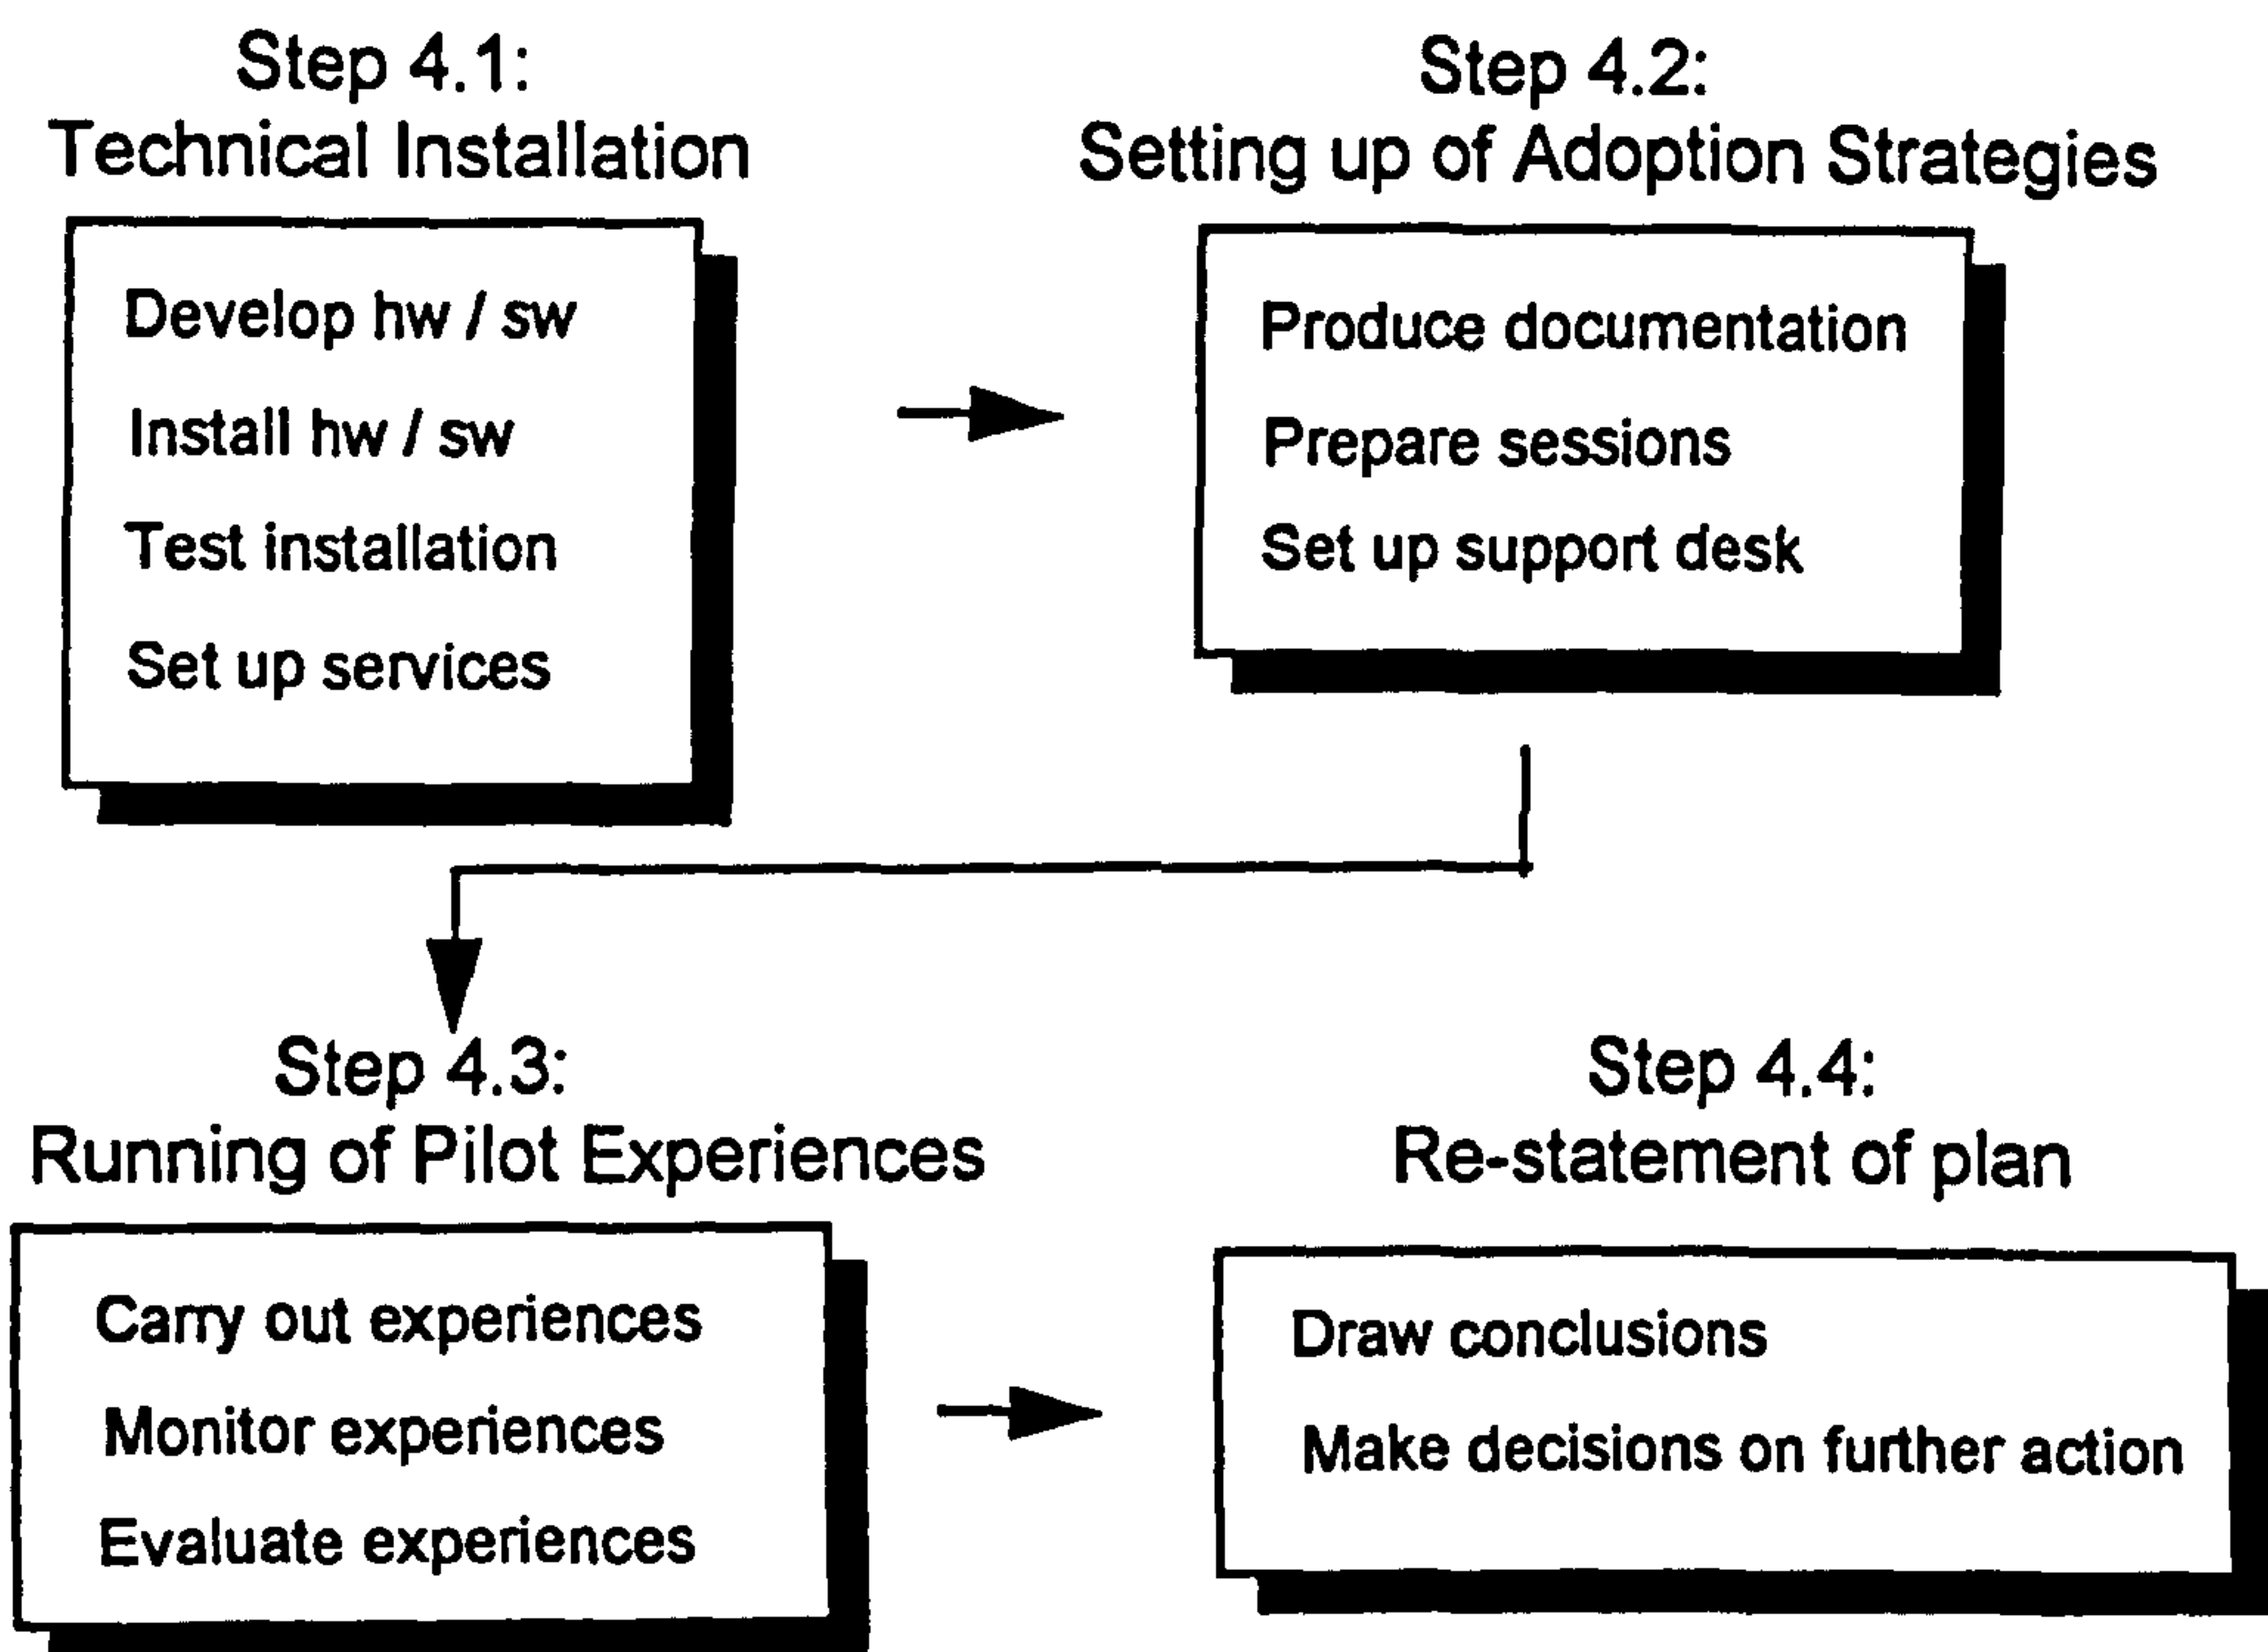 Step 4.1:
Technical Installation
Develop hw / sw
Install hw / sw
Test installation
Set up services
Step 4.2:
Setting up of Adoption Strategies
Produce documentation
Prepare sessions
Set up support desk
Step 4.3:
Running of Pilot Experiences
Carry out experiences
Monitor experiences
Evaluate experiences
Step 4.4:
Re-statement of plan
Draw conclusions
Make decisions on further action